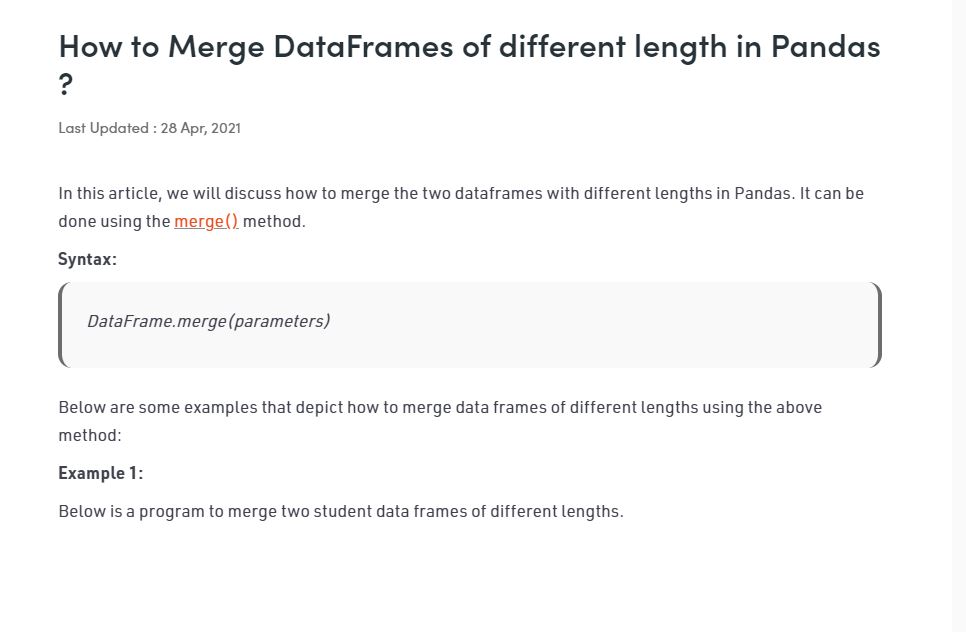 How to Merge DataFrames of different length in Pandas
?
Last Updated : 28 Apr, 2021
In this article, we will discuss how to merge the two dataframes with different lengths in Pandas. It can be
done using the merge() method.
Syntax:
DataFrame.merge(parameters)
Below are some examples that depict how to merge data frames of different lengths using the above
method:
Example 1:
Below is a program to merge two student data frames of different lengths.